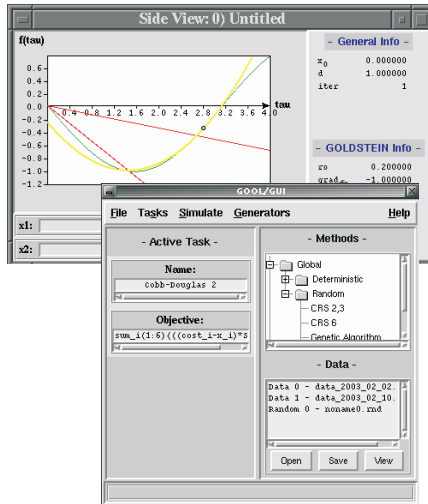 Side View: 0) Untitled
f(tau)
0.6
0.4
0.2
0.0
-0.2
-0.4
-0.6
-0.8
-1.0
-1.2
0.4 0.8 1.2 1.6 2.0 2.4 2.8 3.2 3.6 4.0
tau
x1:
x2:
- General Info -
x0 0.000000
d 1.000000
iter 1
- GOLDSTEIN Info -
ro 0.200000
grad -1.000000
GOOL/GUI
File Tasks Simulate Generators Help
- Active Task -
Name:
Cobb-Douglas 2
Objective:
sum_i(1:6)(((cost_i-x_i)*S
- Methods -
Global
Deterministic
Random
CRS 2,3
CRS 6
Genetic Algorithm
- Data -
Data 0 - data_2003_02_02.
Data 1 - data_2003_02_10.
Random 0 - noname0.rnd
Open Save View